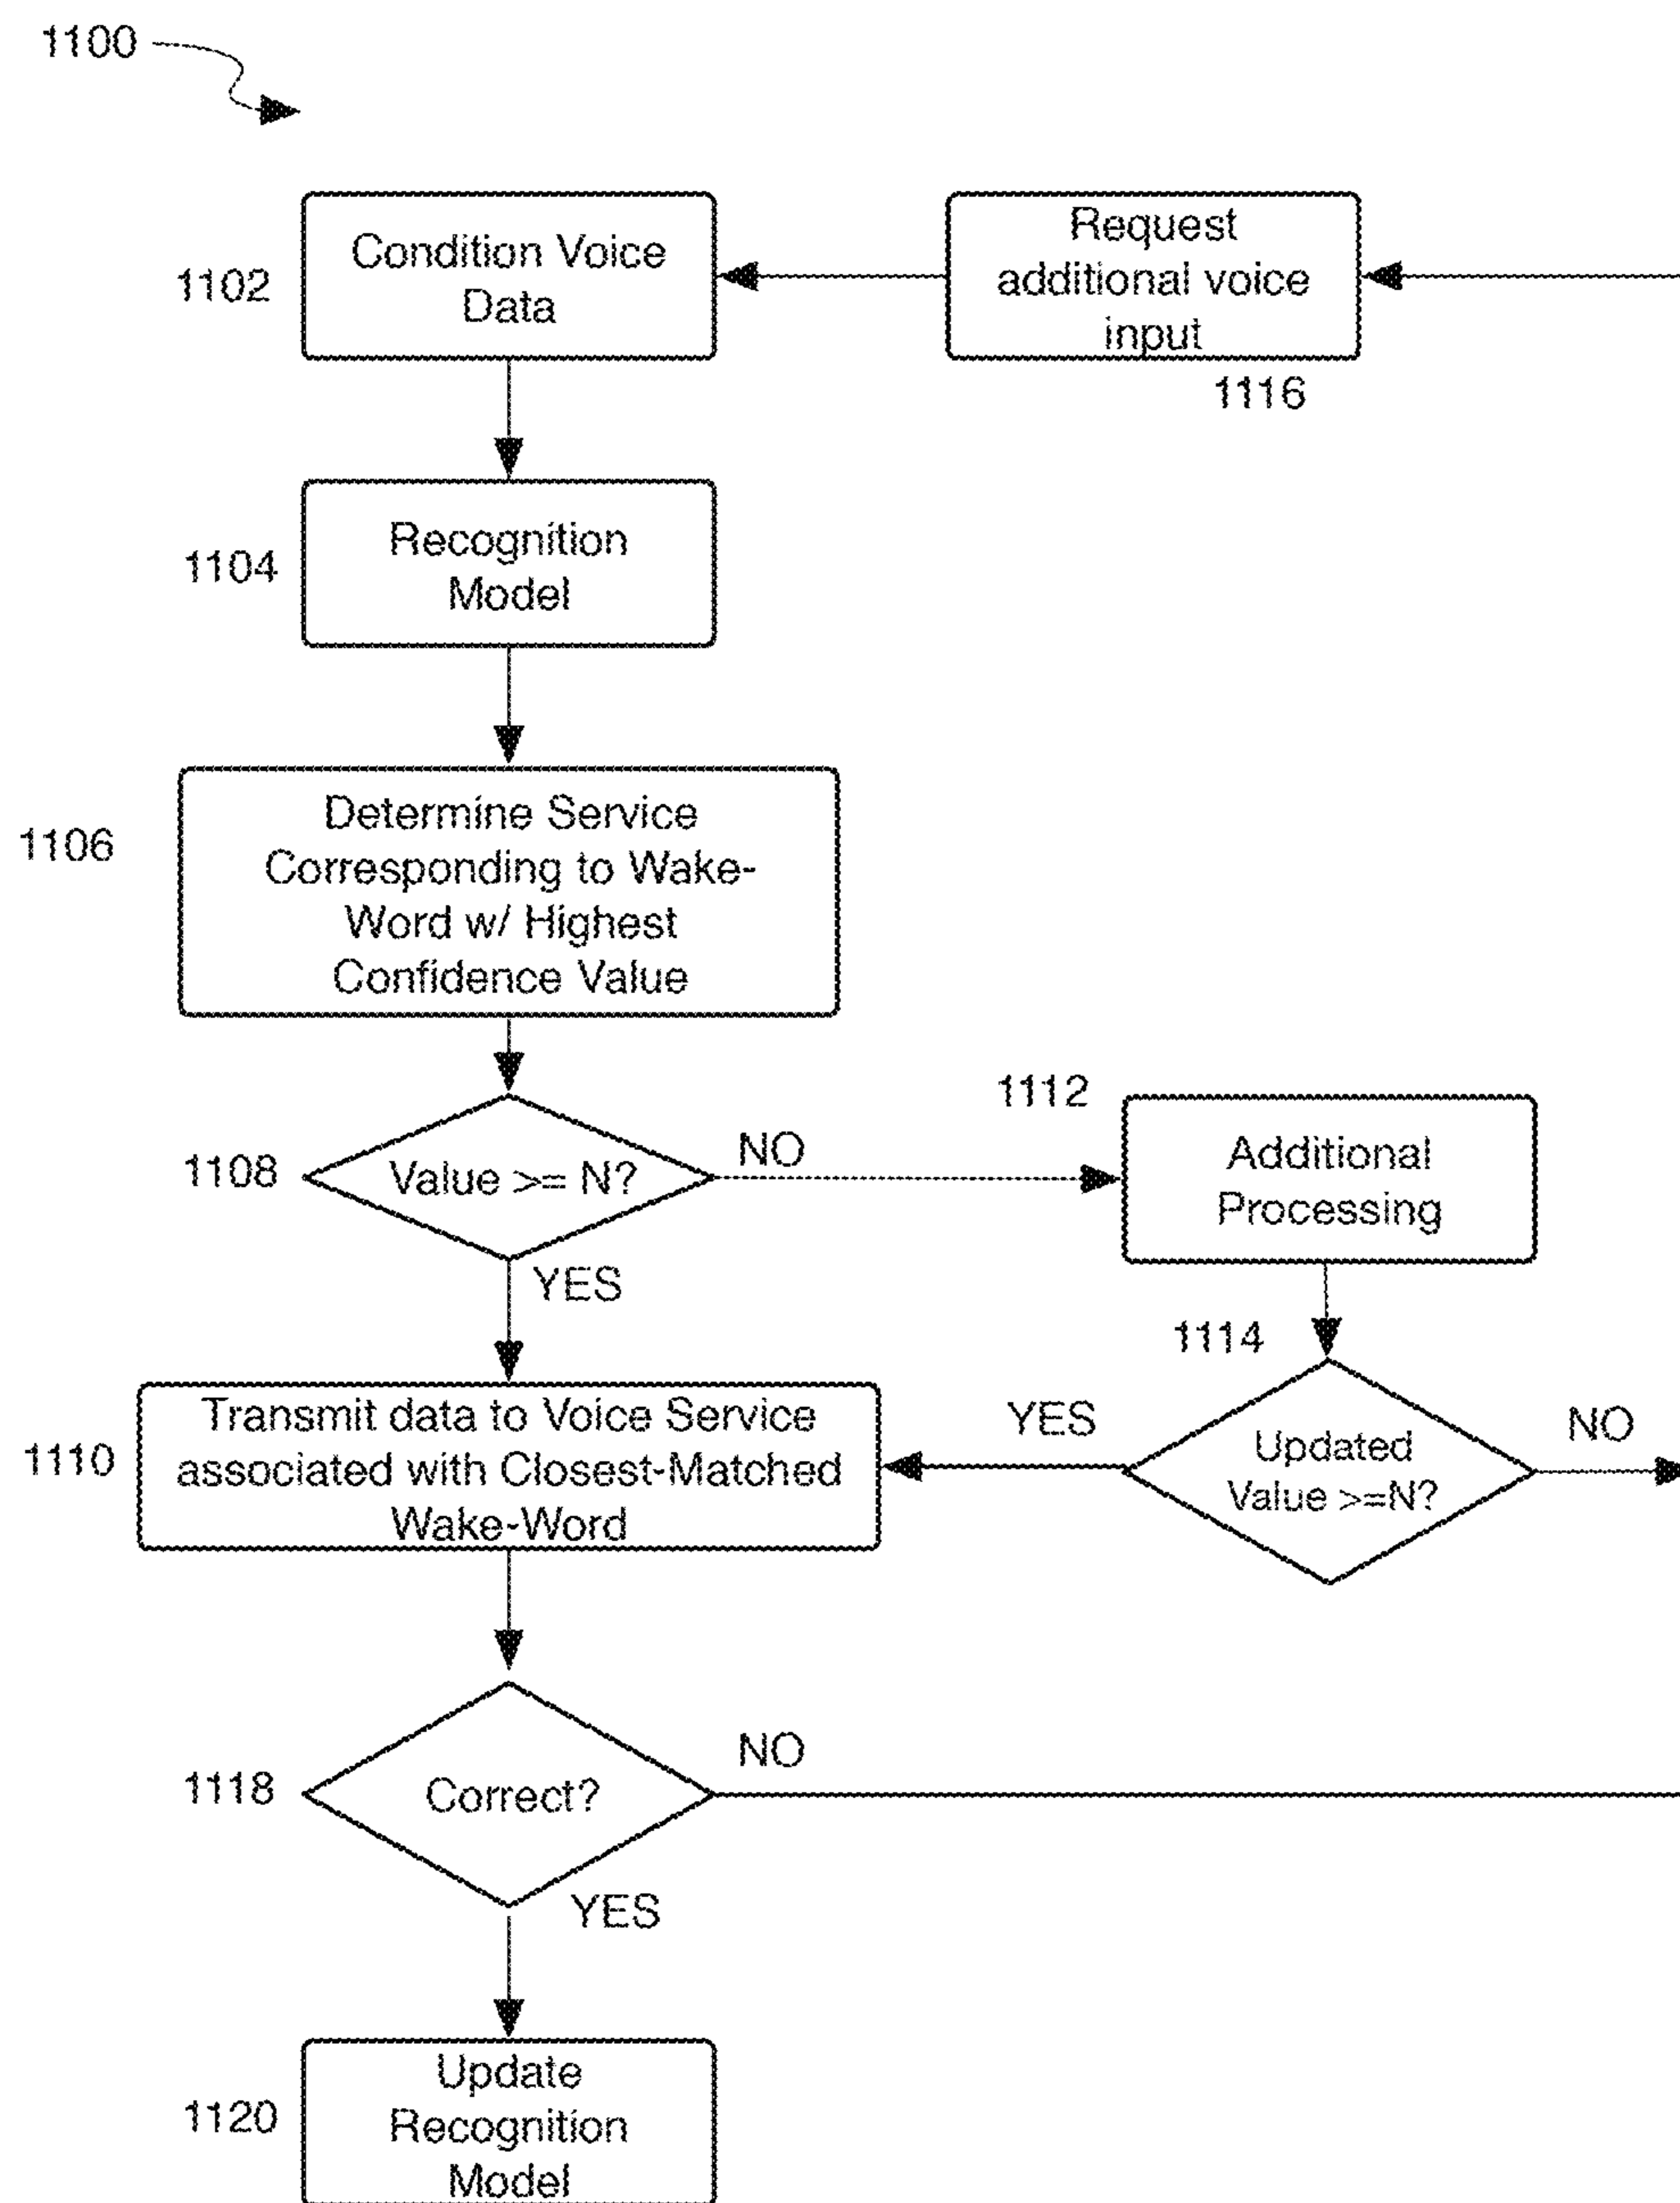 1100
Condition Voice
Data
1102
Request
additional voice
input
1116
Recognition
Model
1104
Determine Service
Corresponding to Wake-
Word w/ Highest
Confidence Value
1106
1108
Value >= N?
NO
YES
1112
Additional
Processing
1114
Updated
Value >=N?
YES
NO
Transmit data to Voice Service
associated with Closest-Matched
Wake-Word
1110
1118
Correct?
NO
YES
Update
Recognition
Model
1120